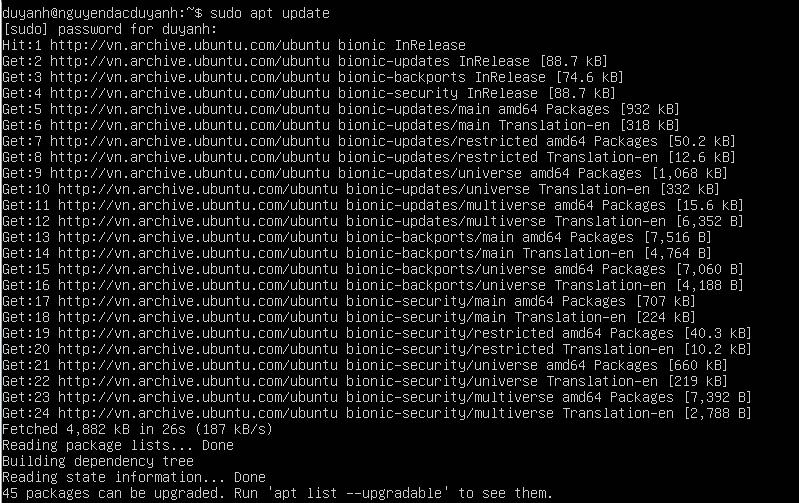 duyanh@nguyendacduyanh:~$ sudo apt update
[sudo] password for duyanh:
Hit:1 http://vn.archive.ubuntu.com/ubuntu bionic InRelease
Get:2 http://vn.archive.ubuntu.com/ubuntu bionic-updates InRelease [88.7 kB]
Get:3 http://vn.archive.ubuntu.com/ubuntu bionic-backports InRelease [74.6 kB]
Get:4 http://vn.archive.ubuntu.com/ubuntu bionic-security InRelease [88.7 kB]
Get:5 http://vn.archive.ubuntu.com/ubuntu bionic-updates/main amd64 Packages [932 kB]
Get:6 http://vn.archive.ubuntu.com/ubuntu bionic-updates/main Translation-en [318 kB]
Get:7 http://vn.archive.ubuntu.com/ubuntu bionic-updates/restricted amd64 Packages [50.2 kB]
Get:8 http://vn.archive.ubuntu.com/ubuntu bionic-updates/restricted Translation-en [12.6 kB]
Get:9 http://vn.archive.ubuntu.com/ubuntu bionic-updates/universe amd64 Packages [1,068 kB]
Get:10 http://vn.archive.ubuntu.com/ubuntu bionic-updates/universe Translation-en [332 kB]
Get:11 http://vn.archive.ubuntu.com/ubuntu bionic-updates/multiverse amd64 Packages [15.6 kB]
Get:12 http://vn.archive.ubuntu.com/ubuntu bionic-updates/multiverse Translation-en [6,352 B]
Get:13 http://vn.archive.ubuntu.com/ubuntu bionic-backports/main amd64 Packages [7,516 B]
Get:14 http://vn.archive.ubuntu.com/ubuntu bionic-backports/main Translation-en [4,764 B]
Get:15 http://vn.archive.ubuntu.com/ubuntu bionic-backports/universe amd64 Packages [7,060 B]
Get:16 http://vn.archive.ubuntu.com/ubuntu bionic-backports/universe Translation-en [4,188 B]
Get:17 http://vn.archive.ubuntu.com/ubuntu bionic-security/main amd64 Packages [707 kB]
Get:18 http://vn.archive.ubuntu.com/ubuntu bionic-security/main Translation-en [224 kB]
Get:19 http://vn.archive.ubuntu.com/ubuntu bionic-security/restricted amd64 Packages [40.3 kB]
Get:20 http://vn.archive.ubuntu.com/ubuntu bionic-security/restricted Translation-en [10.2 kB]
Get:21 http://vn.archive.ubuntu.com/ubuntu bionic-security/universe amd64 Packages [660 kB]
Get:22 http://vn.archive.ubuntu.com/ubuntu bionic-security/universe Translation-en [219 kB]
Get:23 http://vn.archive.ubuntu.com/ubuntu bionic-security/multiverse amd64 Packages [7,392 B]
Get:24 http://vn.archive.ubuntu.com/ubuntu bionic-security/multiverse Translation-en [2,788 B]
Fetched 4,882 kB in 26s (187 kB/s)
Reading package lists... Done
Building dependency tree
Reading state information... Done
45 packages can be upgraded. Run 'apt list --upgradable' to see them.